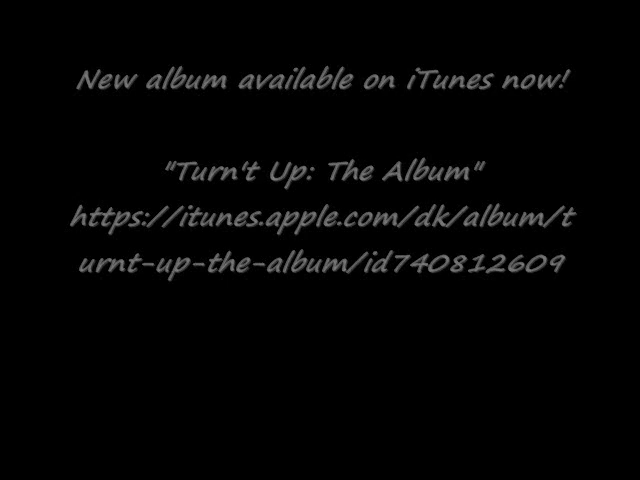 New album available on iTunes now!
"Turn't Up: The Album"
https://itunes.apple.com/dk/album/t
urnt-up-the-album/id740812609